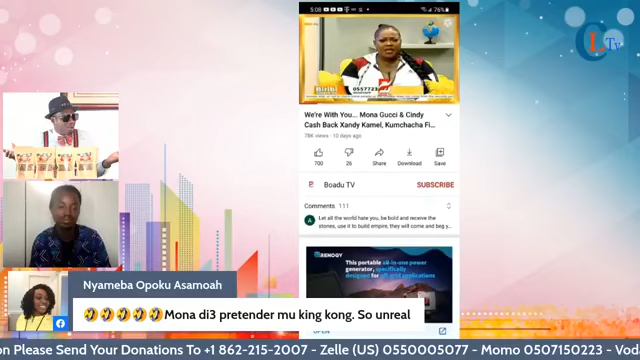 5:08
76%
Biribi
0557723
We're With You... Mona Gucci & Cindy
Cash Back Xandy Kamel, Kumchacha Fi...
78K views · 10 days ago
700
26
Share
Download
Save
Boadu TV
SUBSCRIBE
Comments 111
A
Let all the world hate you, be bold and receive the
stones, use it to build empire, they will come and beg y...
RENOGY
This portable all-in-one power
generator, specifically
designed for off-grid applications
OPEN
CL Tv
Nyameba Opoku Asamoah
🤣🤣🤣🤣🤣Mona di3 pretender mu king kong. So unreal
on Please Send Your Donations To +1 862-215-2007 - Zelle (US) 0550005077 - Momo 0507150223 - Vod